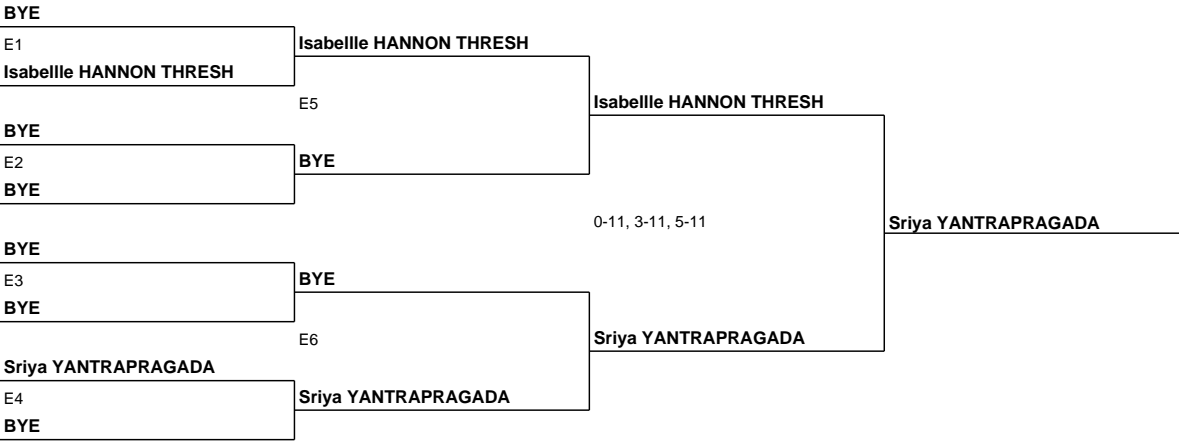 BYE
E1
Isabellle HANNON THRESH
Isabellle HANNON THRESH
E5
Isabellle HANNON THRESH
BYE
E2
BYE
BYE
0-11, 3-11, 5-11
Sriya YANTRAPRAGADA
BYE
E3
BYE
BYE
E6
Sriya YANTRAPRAGADA
Sriya YANTRAPRAGADA
E4
Sriya YANTRAPRAGADA
BYE